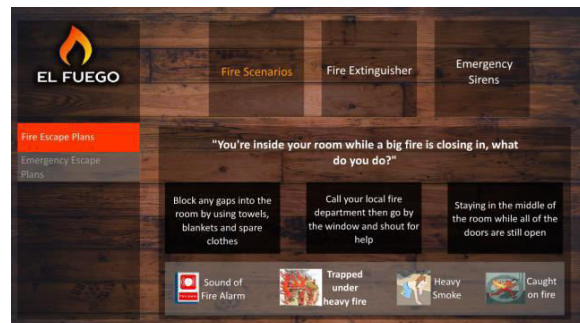 EL FUEGO
Fire Scenarios
Fire Extinguisher
Emergency
Sirens
Fire Escape Plans
Emergency Escape
Plans
"You're inside your room while a big fire is closing in, what
do you do?"
Block any gaps into the
room by using towels,
blankets and spare
clothes
Call your local fire
department then go by
the window and shout for
help
Staying in the middle of
the room while all of the
doors are still open
Sound of
Fire Alarm
Trapped
under
heavy fire
Heavy
Smoke
Caught
on fire